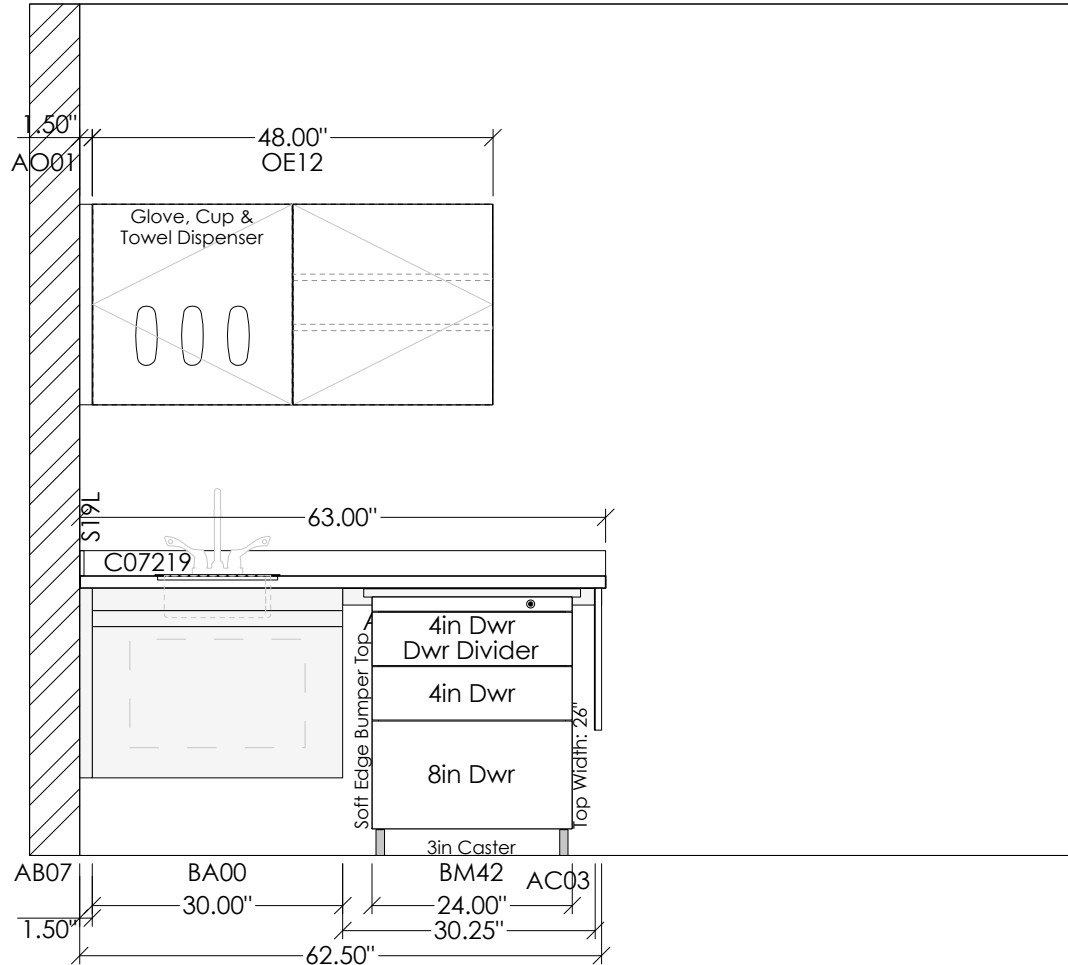 1.50"
48.00"
AO01
OE12
Glove, Cup &
Towel Dispenser
S19L
63.00"
C07219
Soft Edge Bumper Top
4in Dwr
Dwr Divider
4in Dwr
8in Dwr
Top Width: 26"
3in Caster
AB07
BA00
BM42
AC03
30.00"
24.00"
1.50"
30.25"
62.50"